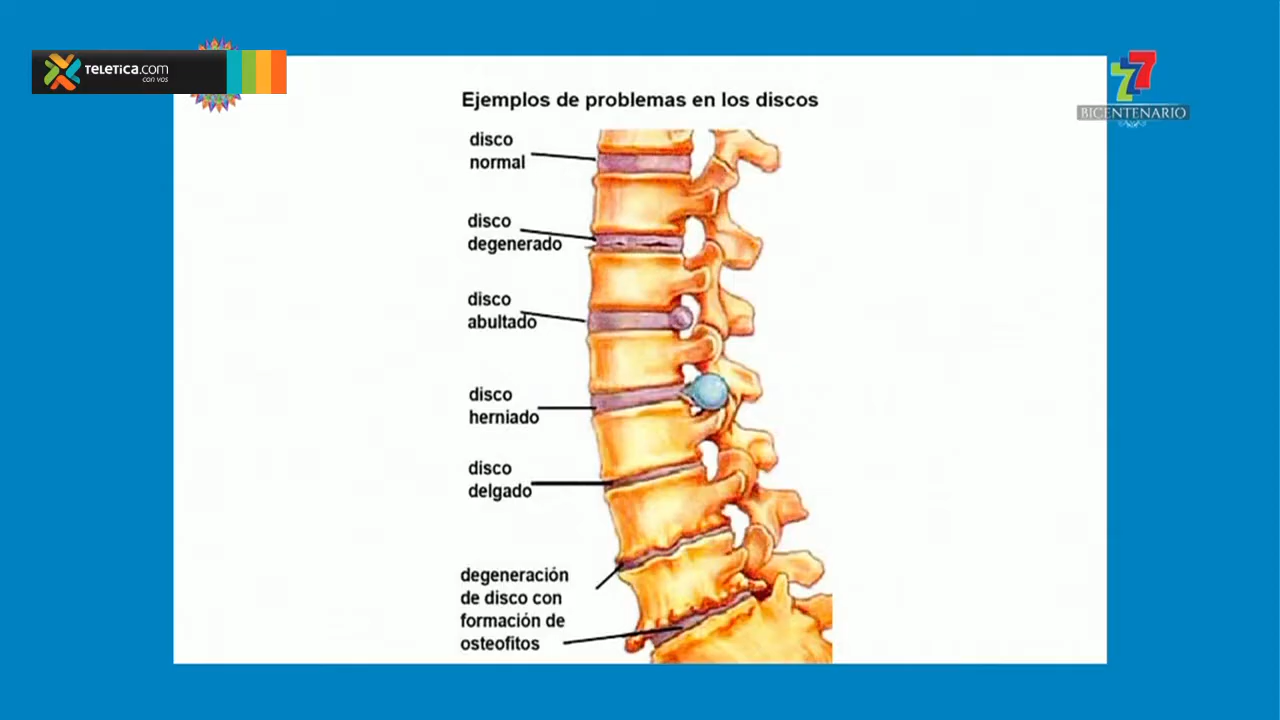 TELETICA.COM
con vos
7
BICENTENARIO
Ejemplos de problemas en los discos
disco
normal
disco
degenerado
disco
abultado
disco
herniado
disco
delgado
degeneración
de disco con
formación de
osteofitos